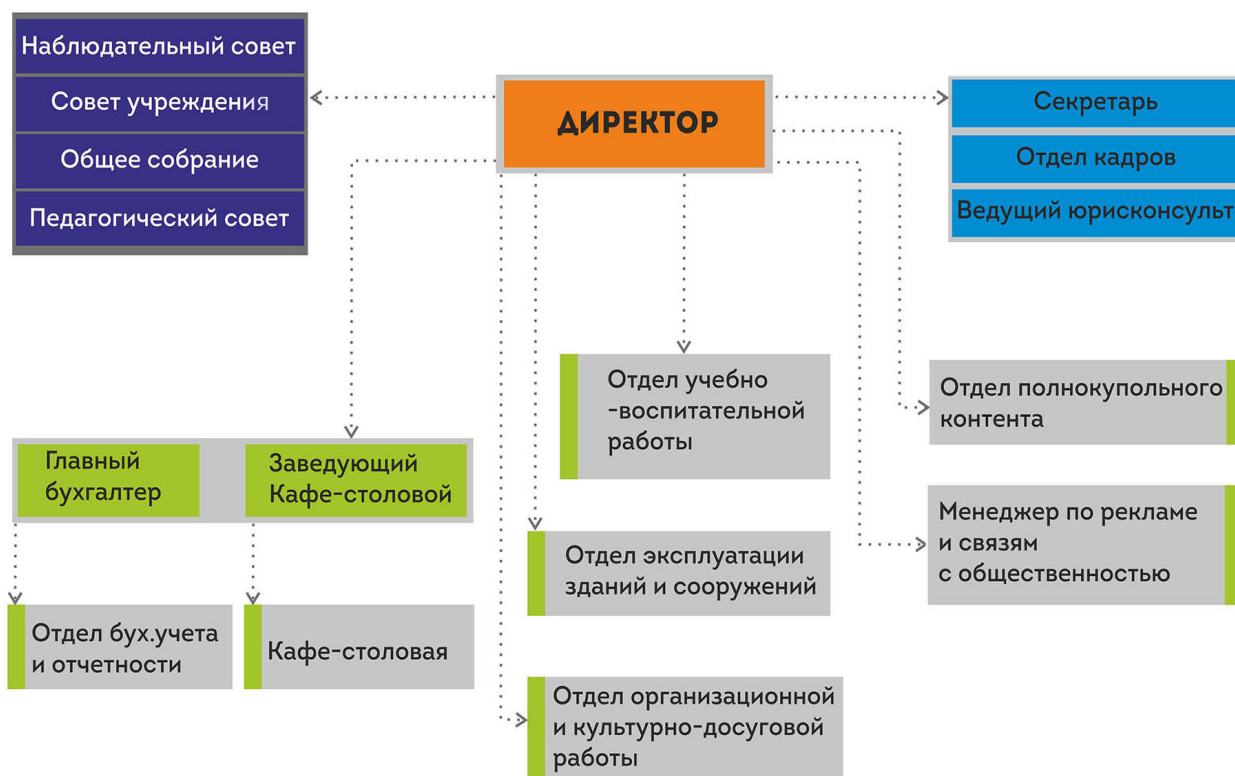 Наблюдательный совет
Совет учреждения
Общее собрание
Педагогический совет
ДИРЕКТОР
Секретарь
Отдел кадров
Ведущий юрисконсульт
Отдел учебно
-воспитательной
работы
Отдел полнокупольного
контента
Главный
бухгалтер
Заведующий
Кафе-столовой
Менеджер по рекламе
и связям
с общественностью
Отдел эксплуатации
зданий и сооружений
Отдел бух.учета
и отчетности
Кафе-столовая
Отдел организационной
и культурно-досуговой
работы